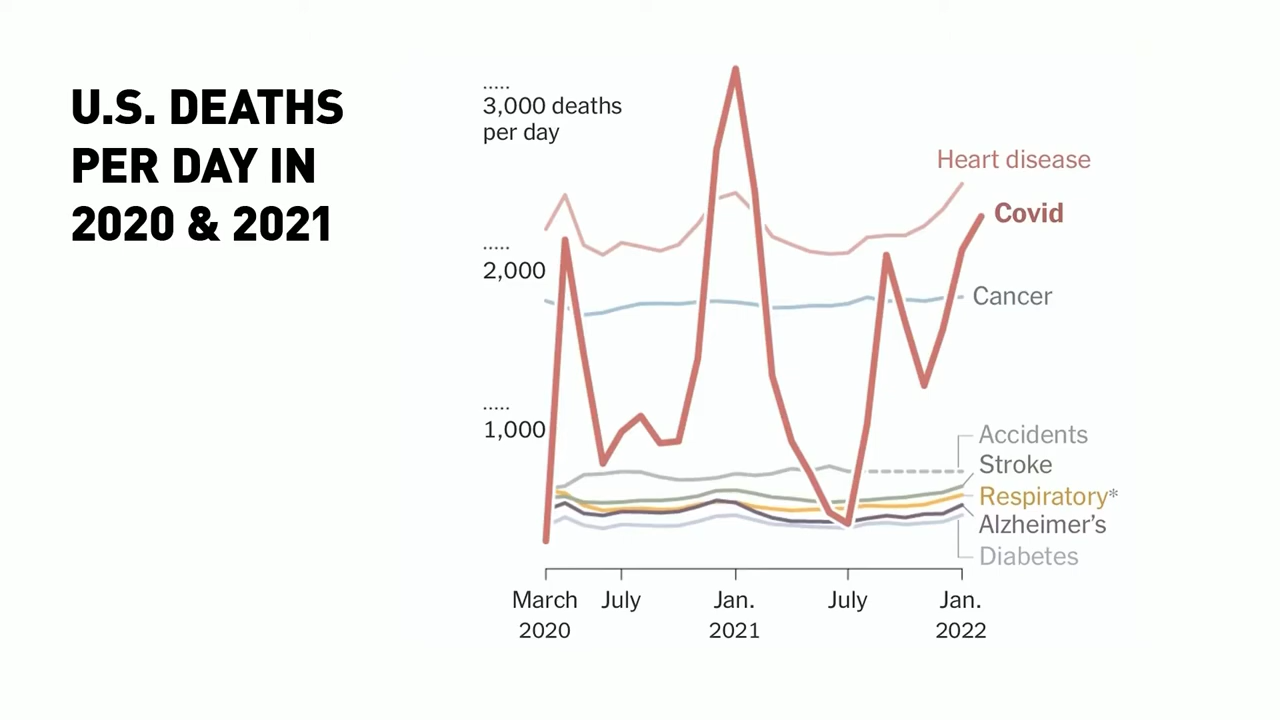 U.S. DEATHS
PER DAY IN
2020 & 2021
3,000 deaths
per day
2,000
1,000
Heart disease
Covid
Cancer
Accidents
Stroke
Respiratory*
Alzheimer's
Diabetes
March July Jan. July Jan.
2020 2021 2022